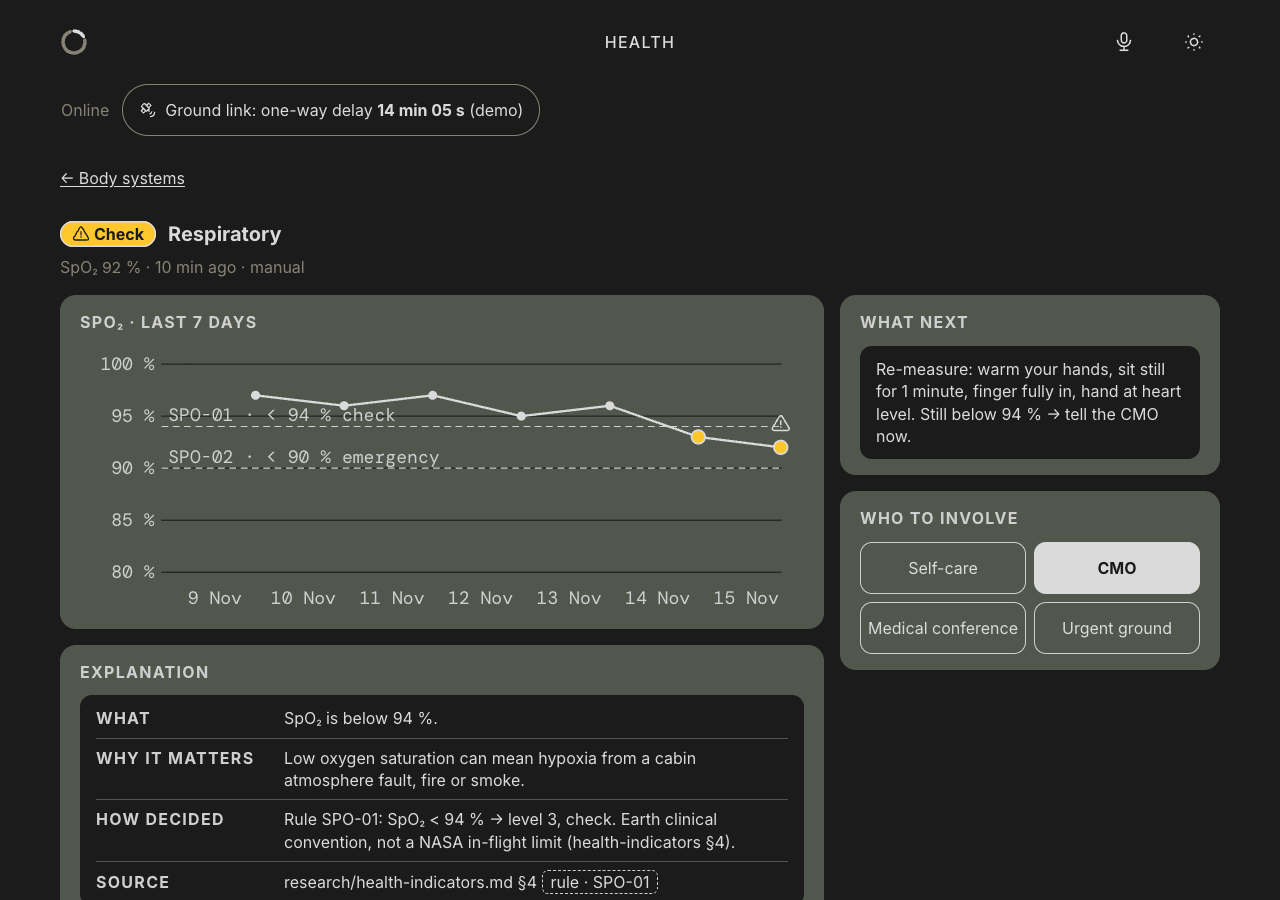 HEALTH
Online
Ground link: one-way delay 14 min 05 s (demo)
← Body systems
Check
Respiratory
SpO₂ 92 % · 10 min ago · manual
SPO₂ · LAST 7 DAYS
100 %
95 %
90 %
85 %
80 %
SPO-01 · < 94 % check
SPO-02 · < 90 % emergency
9 Nov
10 Nov
11 Nov
12 Nov
13 Nov
14 Nov
15 Nov
WHAT NEXT
Re-measure: warm your hands, sit still
for 1 minute, finger fully in, hand at heart
level. Still below 94 % → tell the CMO
now.
WHO TO INVOLVE
Self-care
CMO
Medical conference
Urgent ground
EXPLANATION
WHAT
SpO₂ is below 94 %.
WHY IT MATTERS
Low oxygen saturation can mean hypoxia from a cabin
atmosphere fault, fire or smoke.
HOW DECIDED
Rule SPO-01: SpO₂ < 94 % → level 3, check. Earth clinical
convention, not a NASA in-flight limit (health-indicators §4).
SOURCE
research/health-indicators.md §4 rule · SPO-01